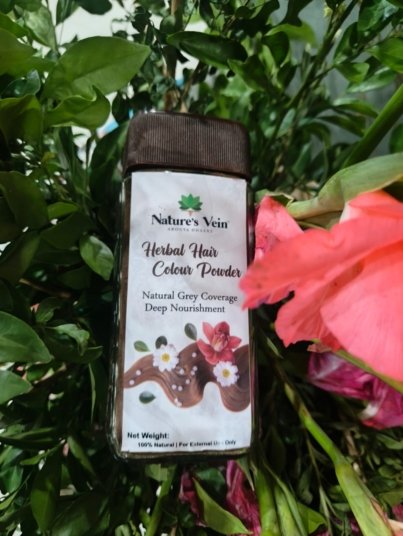 Nature's Vein
Herbal Hair
Colour Powder
Natural Grey Coverage
Deep Nourishment
Net Weight:
100% Natural | For External Use Only